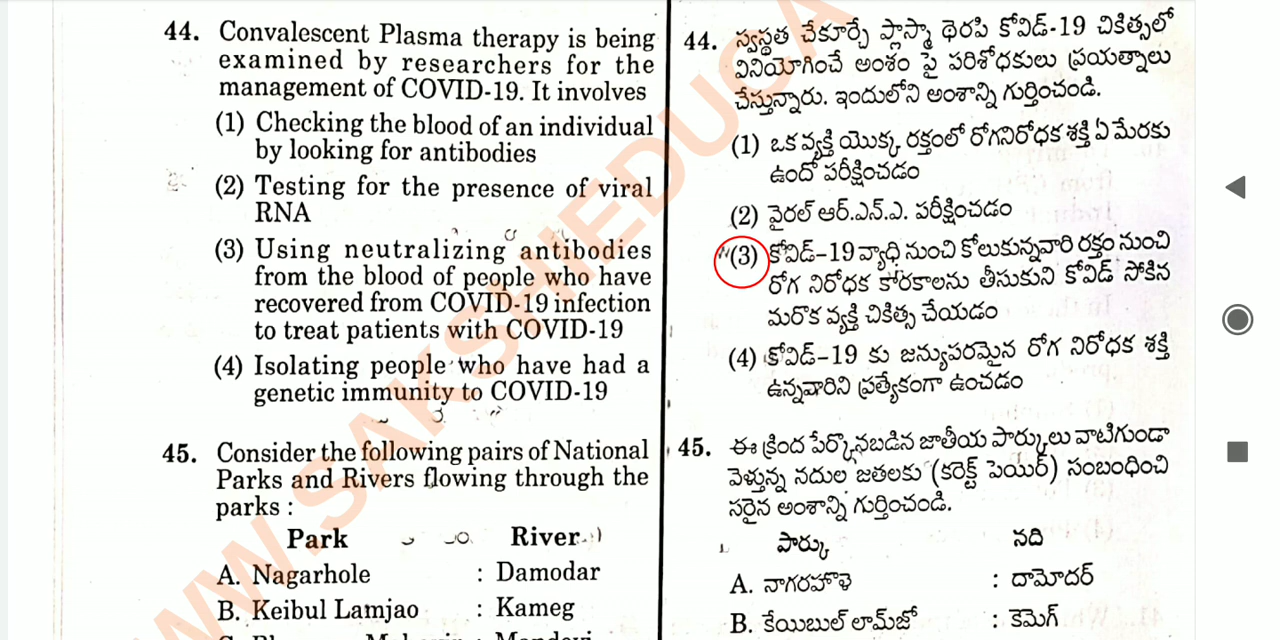 44. Convalescent Plasma therapy is being
examined by researchers for the
management of COVID-19. It involves
(1) Checking the blood of an individual
by looking for antibodies
(2) Testing for the presence of viral
RNA
(3) Using neutralizing antibodies
from the blood of people who have
recovered from COVID-19 infection
to treat patients with COVID-19
(4) Isolating people who have had a
genetic immunity to COVID-19
45. Consider the following pairs of National
Parks and Rivers flowing through the
parks :
Park River
A. Nagarhole : Damodar
B. Keibul Lamjao : Kameg
44. స్వస్థత చేకూర్చే ప్లాస్మా థెరపి కోవిడ్-19 చికిత్సలో
వినియోగించే అంశం పై పరిశోధకులు ప్రయత్నాలు
చేస్తున్నారు. ఇందులోని అంశాన్ని గుర్తించండి.
(1) ఒక వ్యక్తి యొక్క రక్తంలో రోగనిరోధక శక్తి ఏ మేరకు
ఉందో పరీక్షించడం
(2) వైరల్ ఆర్.ఎన్.ఎ. పరీక్షించడం
(3) కోవిడ్-19 వ్యాధి నుంచి కోలుకున్నవారి రక్తం నుంచి
రోగ నిరోధక కారకాలను తీసుకుని కోవిడ్ సోకిన
మరొక వ్యక్తి చికిత్స చేయడం
(4) కోవిడ్-19 కు జన్యుపరమైన రోగ నిరోధక శక్తి
ఉన్నవారిని ప్రత్యేకంగా ఉంచడం
45. ఈ క్రింద పేర్కొనబడిన జాతీయ పార్కులు వాటిగుండా
వెళ్తున్న నదుల జతలకు (కరెక్ట్ పెయిర్) సంబంధించి
సరైన అంశాన్ని గుర్తించండి.
పార్కు నది
A. నాగరహొళె : దామోదర్
B. కేయిబుల్ లామ్‌జో : కెమెగ్
WW.SAKSHIEDUCA